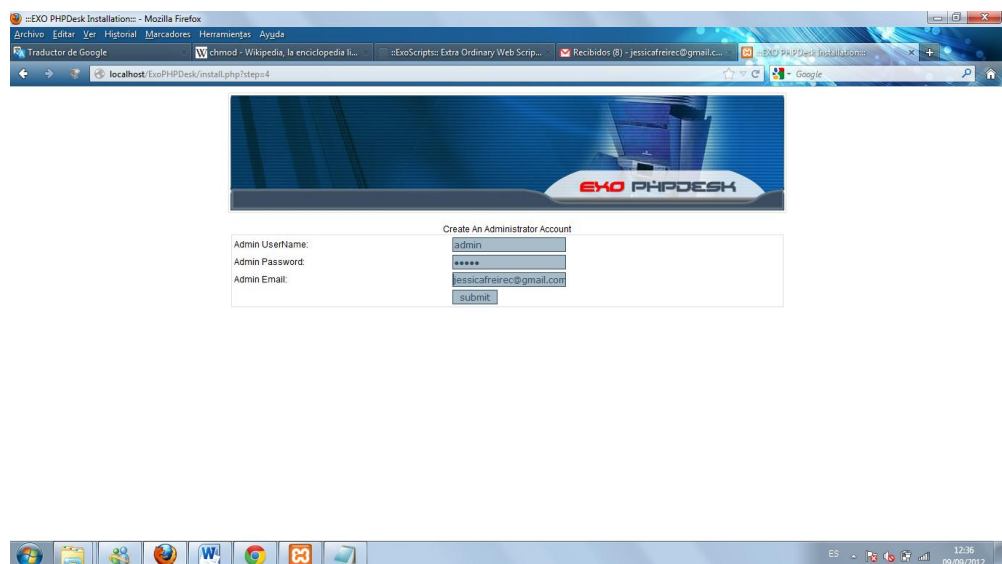 :::EXO PHPDesk Installation::: - Mozilla Firefox
Archivo Editar Ver Historial Marcadores Herramientas Ayuda
Traductor de Google
chmod - Wikipedia, la enciclopedia li...
::ExoScripts:: Extra Ordinary Web Scrip...
Recibidos (8) - jessicafreirec@gmail.c...
:::EXO PHPDesk Installation:::
localhost/ExoPHPDesk/install.php?step=4
Google
EXO PHPDESK
Create An Administrator Account
Admin UserName: admin
Admin Password: •••••
Admin Email: jessicafreirec@gmail.com
submit
ES
12:36
09/09/2012